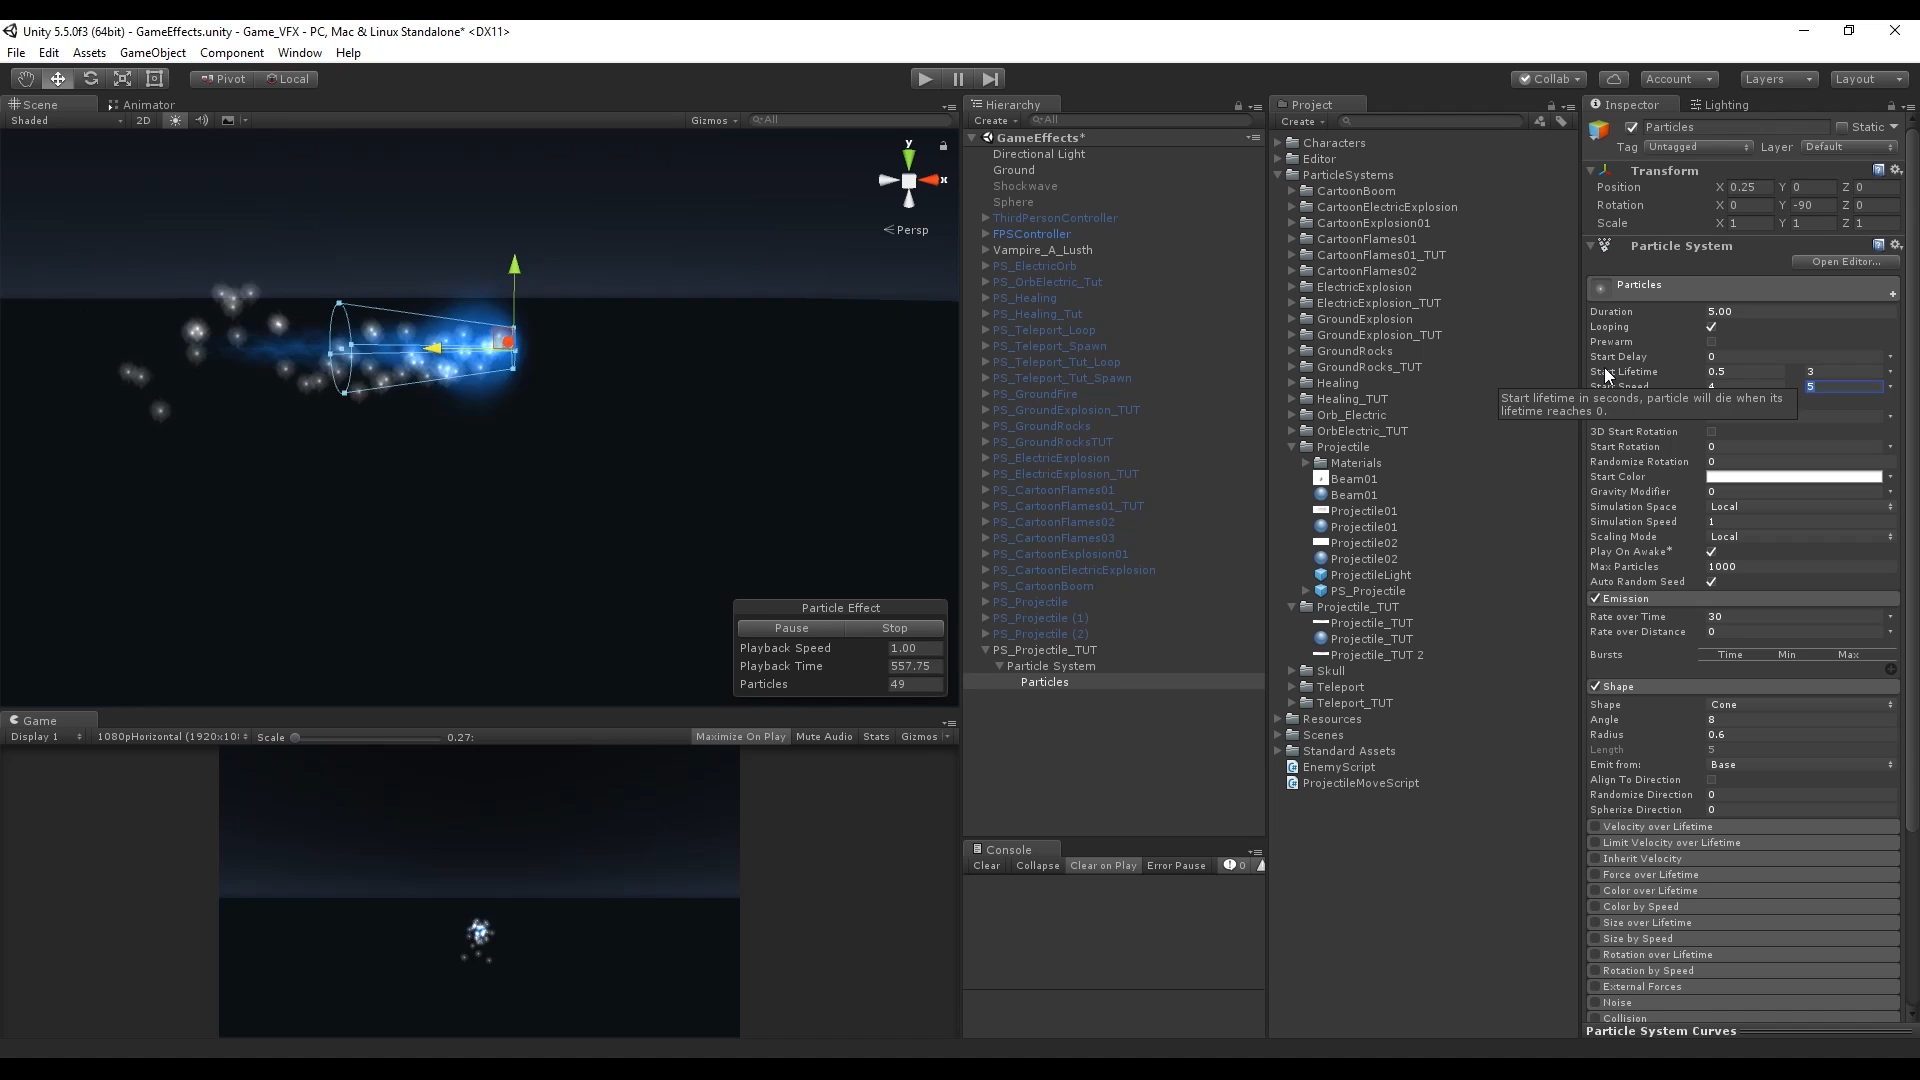 Unity 5.5.0f3 (64bit) - GameEffects.unity - Game_VFX - PC, Mac & Linux Standalone* <DX11>
File Edit Assets GameObject Component Window Help
Pivot Local Collab Account Layers Layout
Scene Animator
Shaded 2D Gizmos All
y
x
Persp
Particle Effect
Pause Stop
Playback Speed 1.00
Playback Time 557.75
Particles 49
Game
Display 1 1080pHorizontal (1920x10 Scale 0.27: Maximize On Play Mute Audio Stats Gizmos
Hierarchy
Create All
GameEffects*
Directional Light
Ground
Shockwave
Sphere
ThirdPersonController
FPSController
Vampire_A_Lusth
PS_ElectricOrb
PS_OrbElectric_Tut
PS_Healing
PS_Healing_Tut
PS_Teleport_Loop
PS_Teleport_Spawn
PS_Teleport_Tut_Loop
PS_Teleport_Tut_Spawn
PS_GroundFire
PS_GroundExplosion_TUT
PS_GroundRocks
PS_GroundRocksTUT
PS_ElectricExplosion
PS_ElectricExplosion_TUT
PS_CartoonFlames01
PS_CartoonFlames01_TUT
PS_CartoonFlames02
PS_CartoonFlames03
PS_CartoonExplosion01
PS_CartoonElectricExplosion
PS_CartoonBoom
PS_Projectile
PS_Projectile (1)
PS_Projectile (2)
PS_Projectile_TUT
Particle System
Particles
Console
Clear Collapse Clear on Play Error Pause 0
Project
Create
Characters
Editor
ParticleSystems
CartoonBoom
CartoonElectricExplosion
CartoonExplosion01
CartoonFlames01
CartoonFlames01_TUT
CartoonFlames02
ElectricExplosion
ElectricExplosion_TUT
GroundExplosion
GroundExplosion_TUT
GroundRocks
GroundRocks_TUT
Healing
Healing_TUT
Orb_Electric
OrbElectric_TUT
Projectile
Materials
Beam01
Beam01
Projectile01
Projectile01
Projectile02
Projectile02
ProjectileLight
PS_Projectile
Projectile_TUT
Projectile_TUT
Projectile_TUT
Projectile_TUT 2
Skull
Teleport
Teleport_TUT
Resources
Scenes
Standard Assets
EnemyScript
ProjectileMoveScript
Inspector Lighting
Particles Static
Tag Untagged Layer Default
Transform
Position X 0.25 Y 0 Z 0
Rotation X 0 Y -90 Z 0
Scale X 1 Y 1 Z 1
Particle System
Open Editor...
Particles
Duration 5.00
Looping
Prewarm
Start Delay 0
Start Lifetime 0.5 3
Start Speed 4 5
Start lifetime in seconds, particle will die when its
lifetime reaches 0.
3D Start Rotation
Start Rotation 0
Randomize Rotation 0
Start Color
Gravity Modifier 0
Simulation Space Local
Simulation Speed 1
Scaling Mode Local
Play On Awake*
Max Particles 1000
Auto Random Seed
Emission
Rate over Time 30
Rate over Distance 0
Bursts Time Min Max
Shape
Shape Cone
Angle 8
Radius 0.6
Length 5
Emit from: Base
Align To Direction
Randomize Direction 0
Spherize Direction 0
Velocity over Lifetime
Limit Velocity over Lifetime
Inherit Velocity
Force over Lifetime
Color over Lifetime
Color by Speed
Size over Lifetime
Size by Speed
Rotation over Lifetime
Rotation by Speed
External Forces
Noise
Collision
Particle System Curves